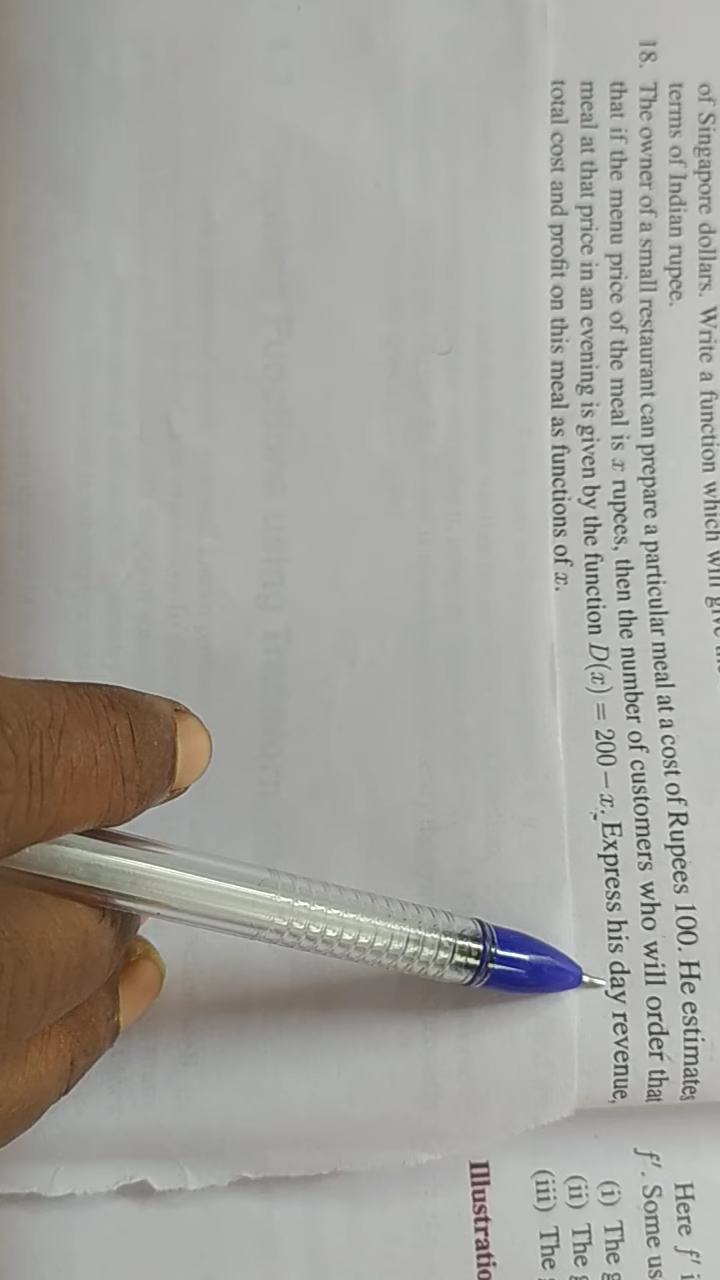 of Singapore dollars. Write a function which will give
terms of Indian rupee.
18. The owner of a small restaurant can prepare a particular meal at a cost of Rupees 100. He estimates
that if the menu price of the meal is x rupees, then the number of customers who will order that
meal at that price in an evening is given by the function D(x) = 200 − x. Express his day revenue,
total cost and profit on this meal as functions of x.
Here f′
f′. Some
(i) The
(ii) The
(iii) The